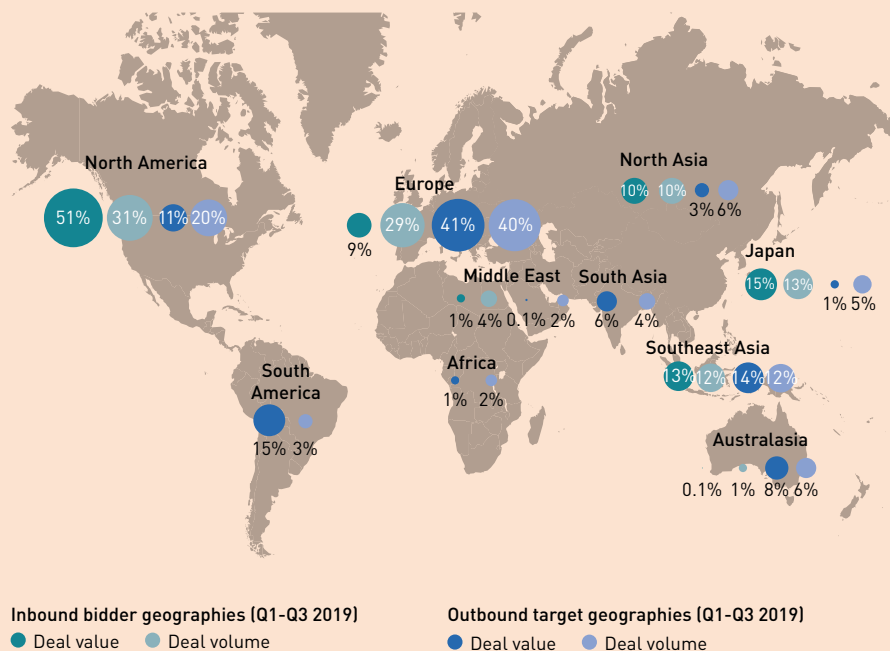 North America
51% 31% 11% 20%
Europe
9% 29% 41% 40%
North Asia
10% 10% 3% 6%
Japan
15% 13% 1% 5%
Middle East
1% 4% 0.1% 2%
South Asia
6% 4%
Southeast Asia
13% 12% 14% 12%
Africa
1% 2%
South
America
15% 3%
Australasia
0.1% 1% 8% 6%
Inbound bidder geographies (Q1-Q3 2019)
Deal value Deal volume
Outbound target geographies (Q1-Q3 2019)
Deal value Deal volume